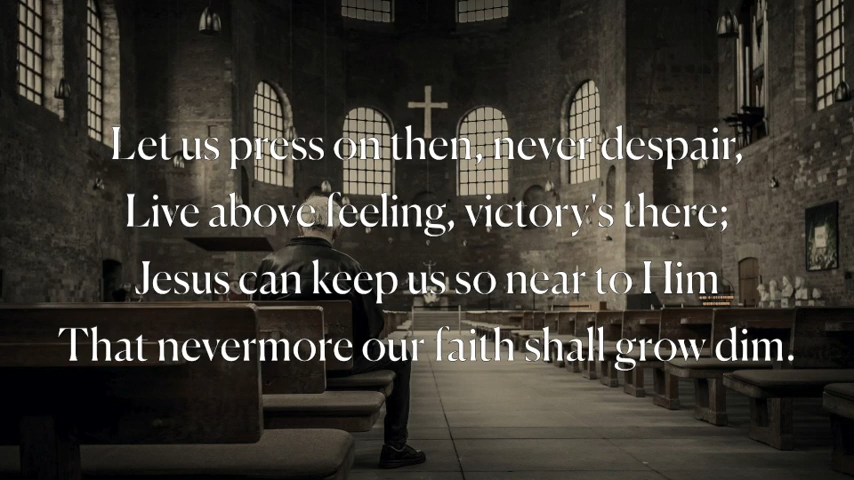 Let us press on then, never despair,
Live above feeling, victory's there;
Jesus can keep us so near to Him
That nevermore our faith shall grow dim.